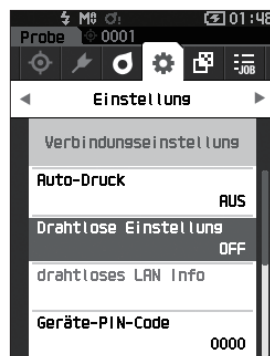 M 01:48
Probe 0001
-JOB
Einstellung
Verbindungseinstellung
Auto-Druck
AUS
Drahtlose Einstellung
OFF
drahtloses LAN Info
Geräte-PIN-Code
0000